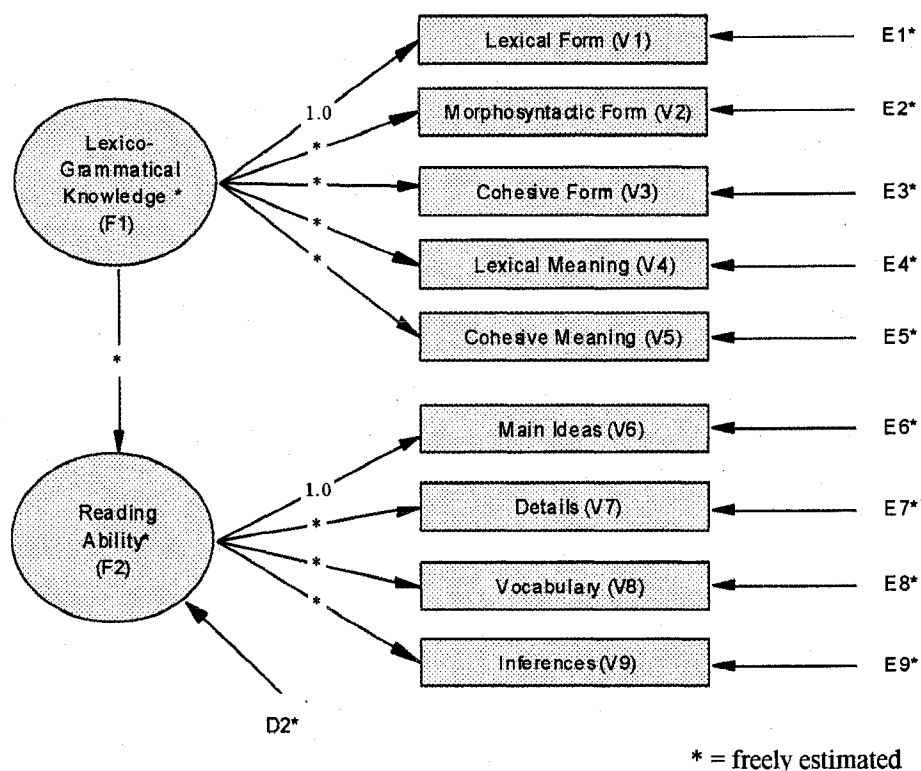 Lexical Form (V1)
E1*
1.0
Morphosyntactic Form (V2)
E2*
*
Lexico-
Grammatical
Knowledge *
(F1)
*
Cohesive Form (V3)
E3*
*
Lexical Meaning (V4)
E4*
*
Cohesive Meaning (V5)
E5*
*
Main Ideas (V6)
E6*
1.0
Reading
Ability*
(F2)
*
Details (V7)
E7*
*
Vocabulary (V8)
E8*
*
Inferences (V9)
E9*
D2*
* = freely estimated